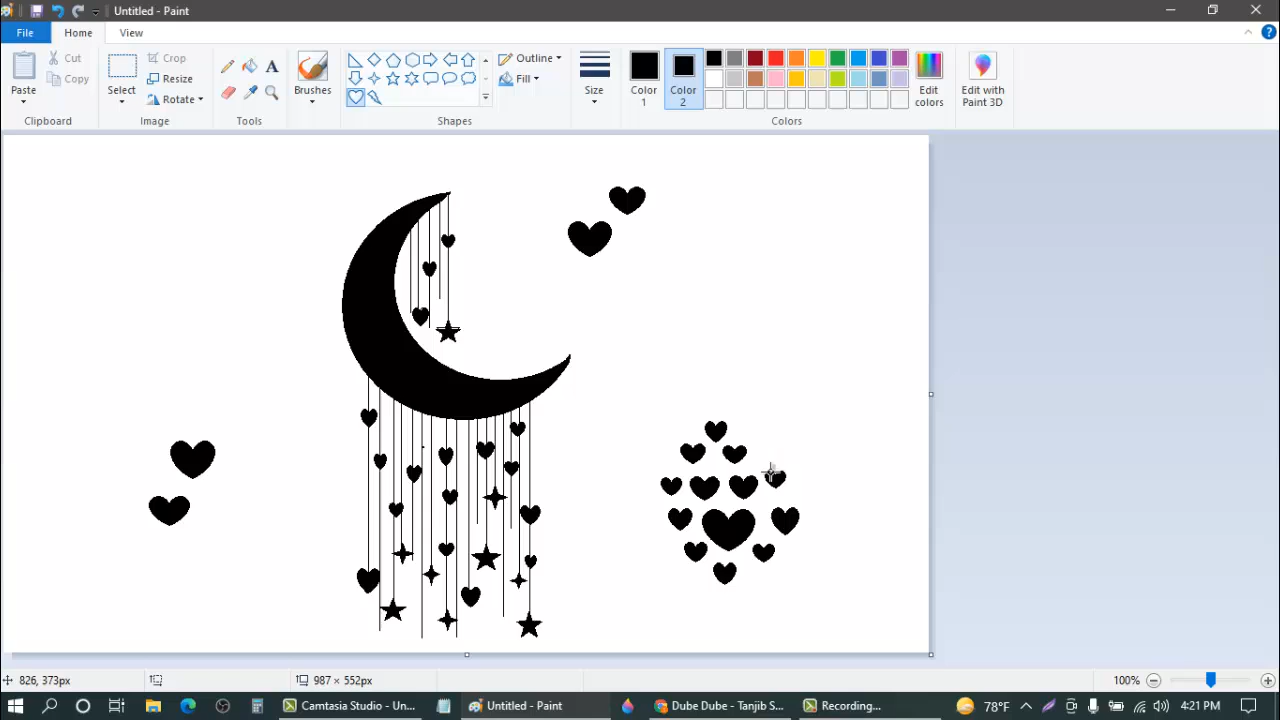 Untitled - Paint
File Home View
Paste
Cut
Copy
Clipboard
Select
Crop
Resize
Rotate
Image
A
Tools
Brushes
Outline
Fill
Shapes
Size
Color 1
Color 2
Edit colors
Colors
Edit with Paint 3D
826, 373px
987 × 552px
100%
Camtasia Studio - Un...
Untitled - Paint
Dube Dube - Tanjib S...
Recording...
78°F
4:21 PM